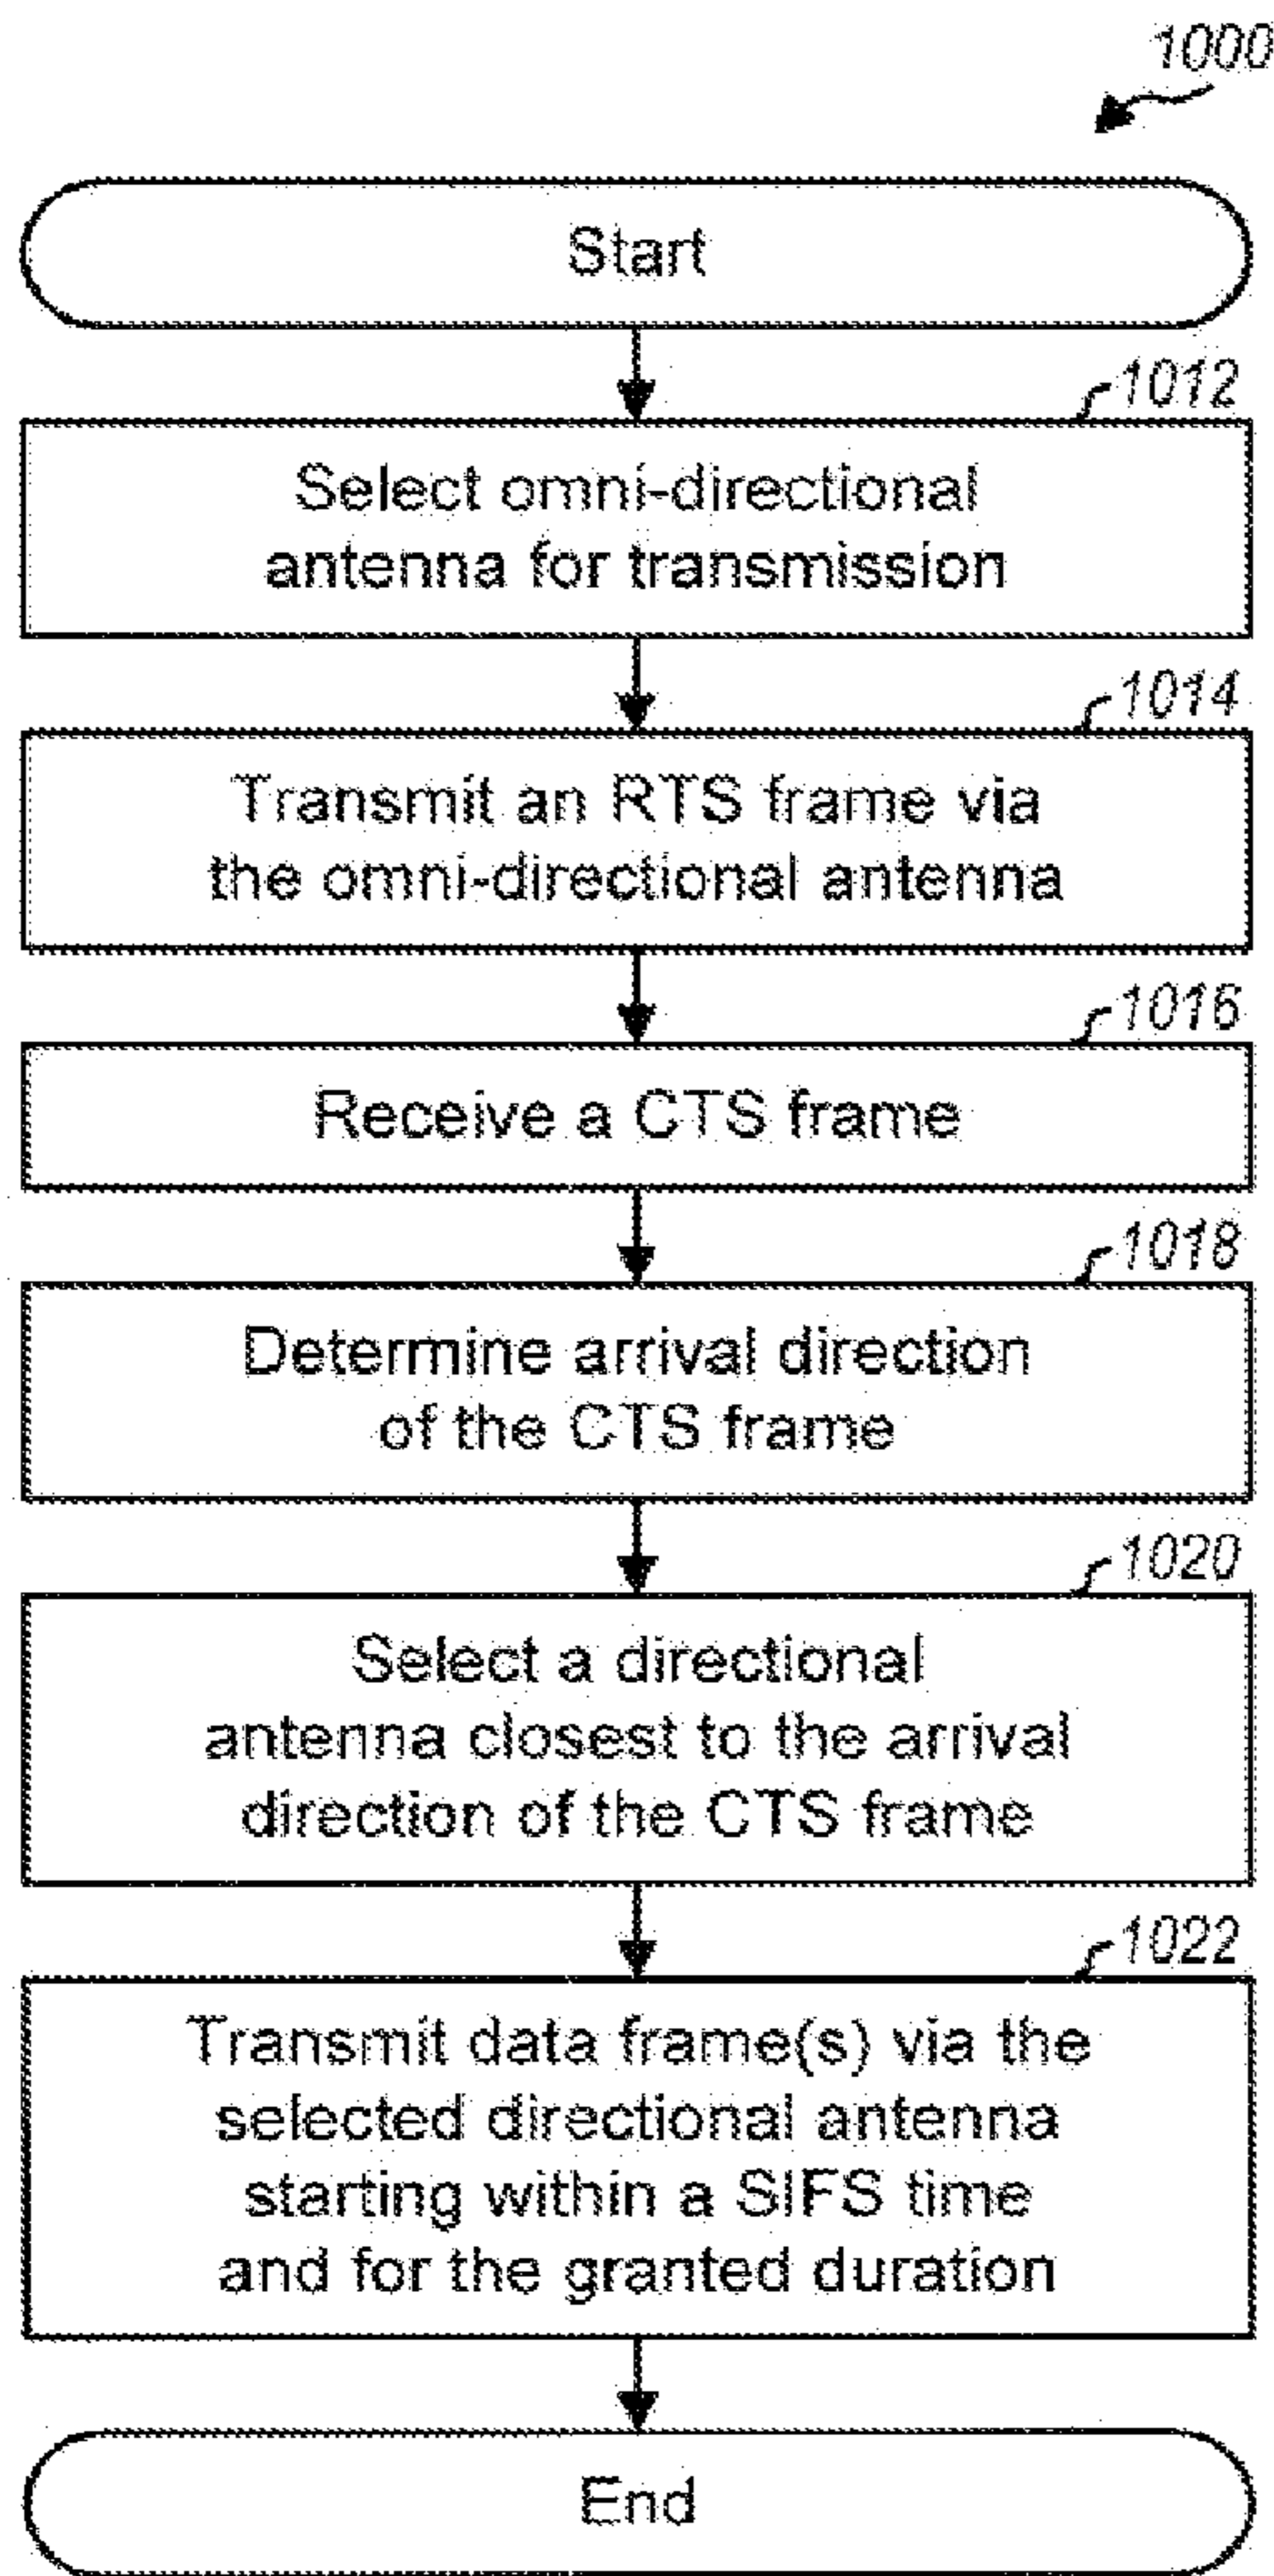 1000
Start
1012
Select omni-directional
antenna for transmission
1014
Transmit an RTS frame via
the omni-directional antenna
1016
Receive a CTS frame
1018
Determine arrival direction
of the CTS frame
1020
Select a directional
antenna closest to the arrival
direction of the CTS frame
1022
Transmit data frame(s) via the
selected directional antenna
starting within a SIFS time
and for the granted duration
End